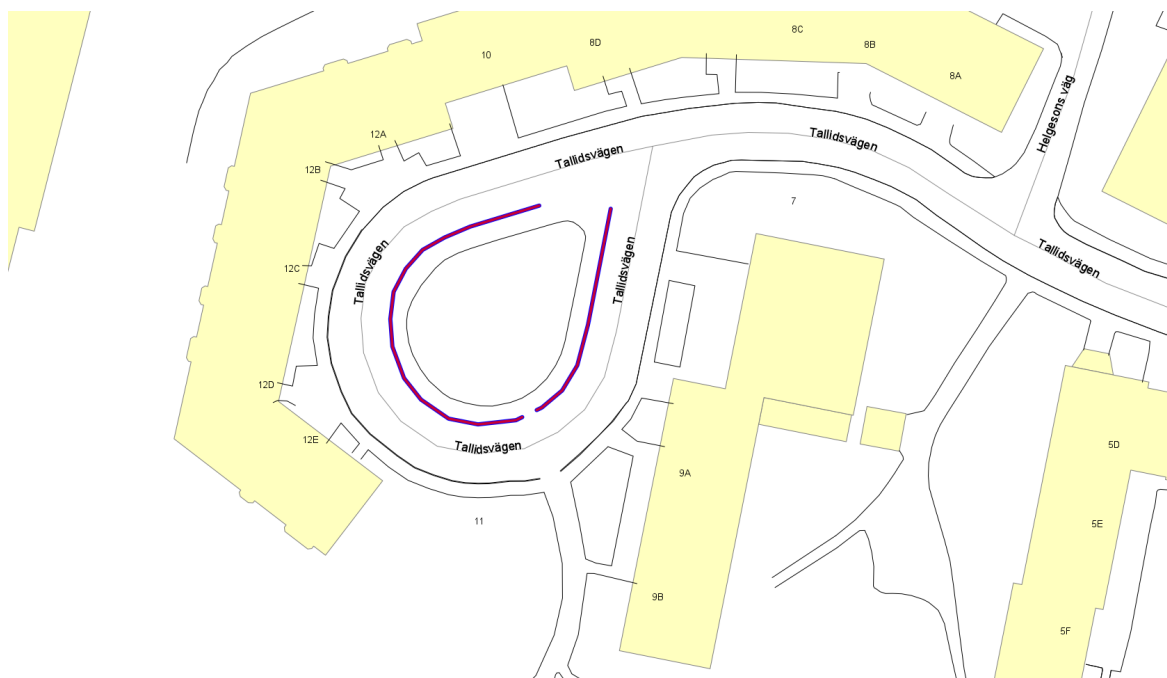 8C
8D
8B
10
8A
Helgesons väg
12A
Tallidsvägen
Tallidsvägen
12B
7
Tallidsvägen
Tallidsvägen
Tallidsvägen
12C
12D
12E
Tallidsvägen
5D
9A
11
5E
9B
5F